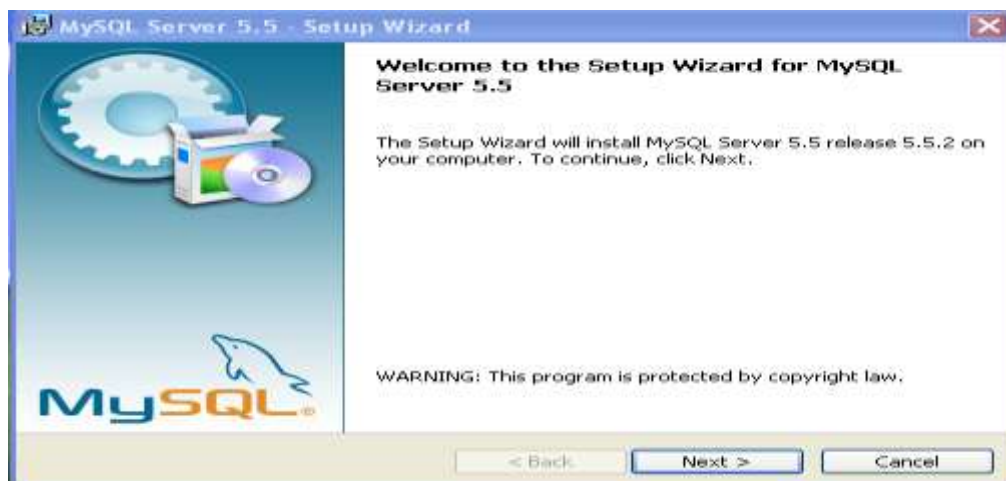 MySQL Server 5.5 - Setup Wizard
Welcome to the Setup Wizard for MySQL
Server 5.5
The Setup Wizard will install MySQL Server 5.5 release 5.5.2 on
your computer. To continue, click Next.
WARNING: This program is protected by copyright law.
MySQL®
< Back
Next >
Cancel